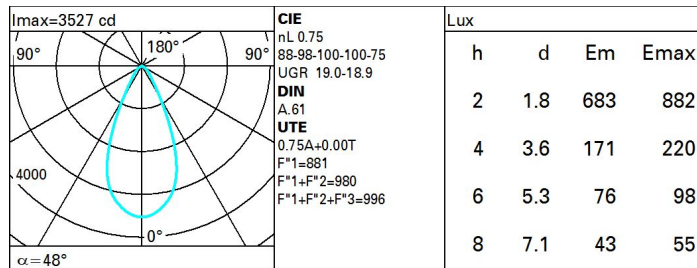 Imax=3527 cd
90°
180°
90°
4000
0°
α=48°
CIE
nL 0.75
88-98-100-100-75
UGR 19.0-18.9
DIN
A.61
UTE
0.75A+0.00T
F"1=881
F"1+F"2=980
F"1+F"2+F"3=996
Lux
h d Em Emax
2 1.8 683 882
4 3.6 171 220
6 5.3 76 98
8 7.1 43 55